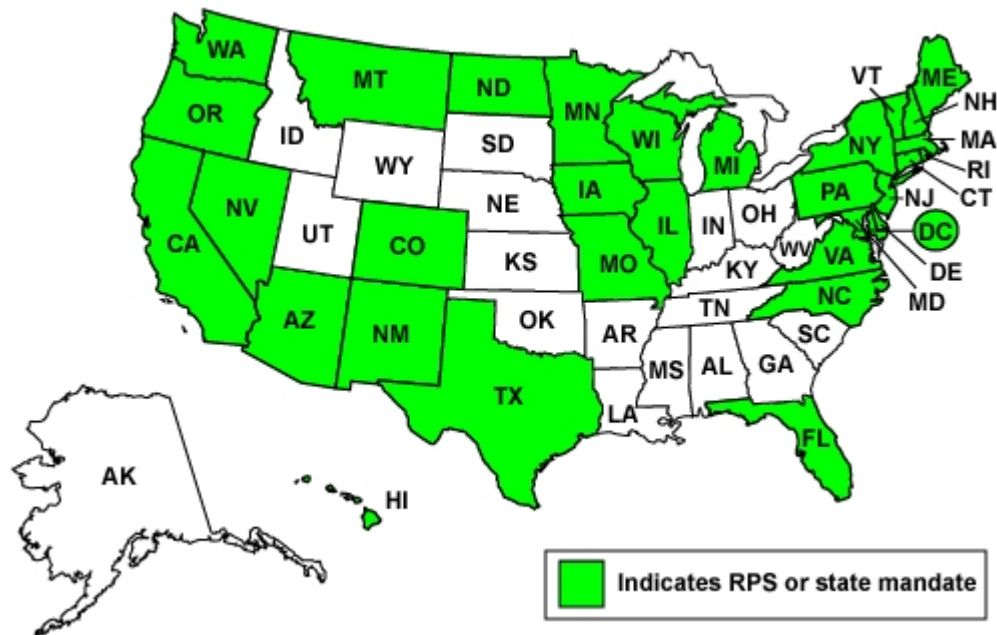 WA
MT
ND
MN
VT
ME
NH
OR
ID
SD
WI
NY
MA
WY
MI
RI
IA
PA
NJ
CT
NV
NE
IL
IN
OH
CA
UT
CO
DC
WV
KS
MO
VA
KY
DE
MD
NC
AZ
NM
OK
TN
AR
SC
MS
AL
GA
TX
LA
FL
AK
HI
Indicates RPS or state mandate